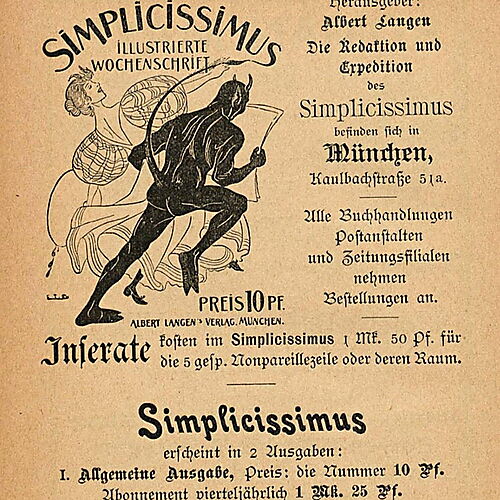 SIMPLICISSIMUS
ILLUSTRIERTE
WOCHENSCHRIFT
PREIS 10 PF.
ALBERT LANGEN'S VERLAG, MÜNCHEN.
Herausgeber:
Albert Langen
Die Redaktion und
Expedition
des
Simplicissimus
befinden sich in
München,
Kaulbachstraße 51a.
Alle Buchhandlungen
Postanstalten
und Zeitungsfilialen
nehmen
Bestellungen an.
Inserate kosten im Simplicissimus 1 Mk. 50 Pf. für
die 5 gesp. Nonpareillezeile oder deren Raum.
Simplicissimus
erscheint in 2 Ausgaben:
I. Allgemeine Ausgabe, Preis: die Nummer 10 Pf.
Abonnement vierteljährlich 1 Mk. 25 Pf.